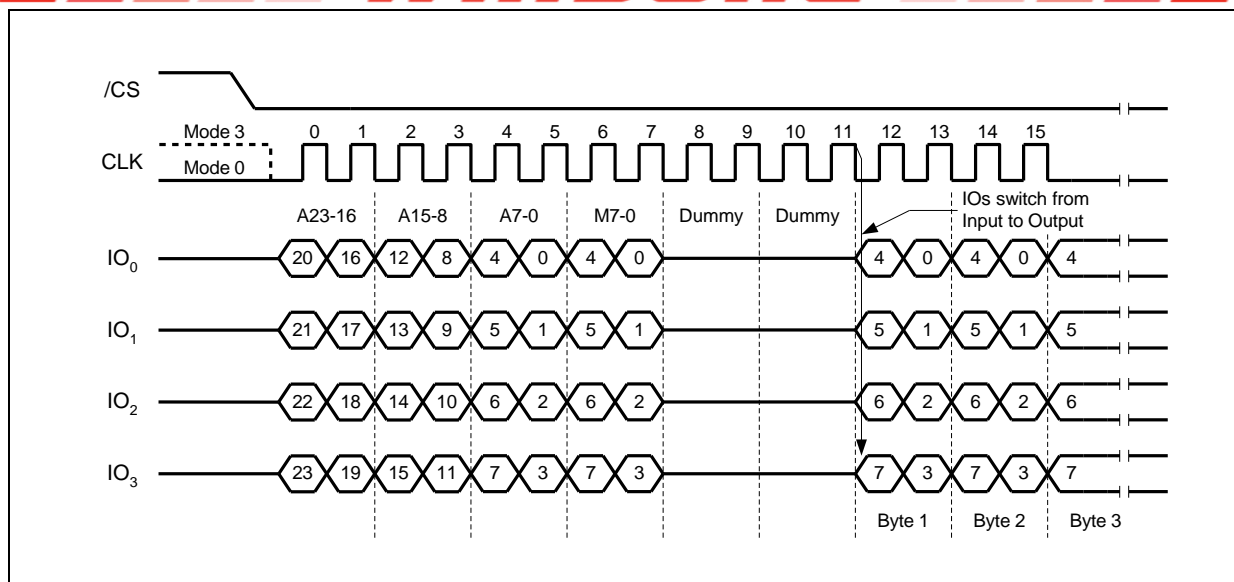 /CS
Mode 3 0 1 2 3 4 5 6 7 8 9 10 11 12 13 14 15
CLK
Mode 0
IOs switch from
Input to Output
A23-16 A15-8 A7-0 M7-0 Dummy Dummy
IO0 20 16 12 8 4 0 4 0 4 0 4 0 4
IO1 21 17 13 9 5 1 5 1 5 1 5 1 5
IO2 22 18 14 10 6 2 6 2 6 2 6 2 6
IO3 23 19 15 11 7 3 7 3 7 3 7 3 7
Byte 1 Byte 2 Byte 3